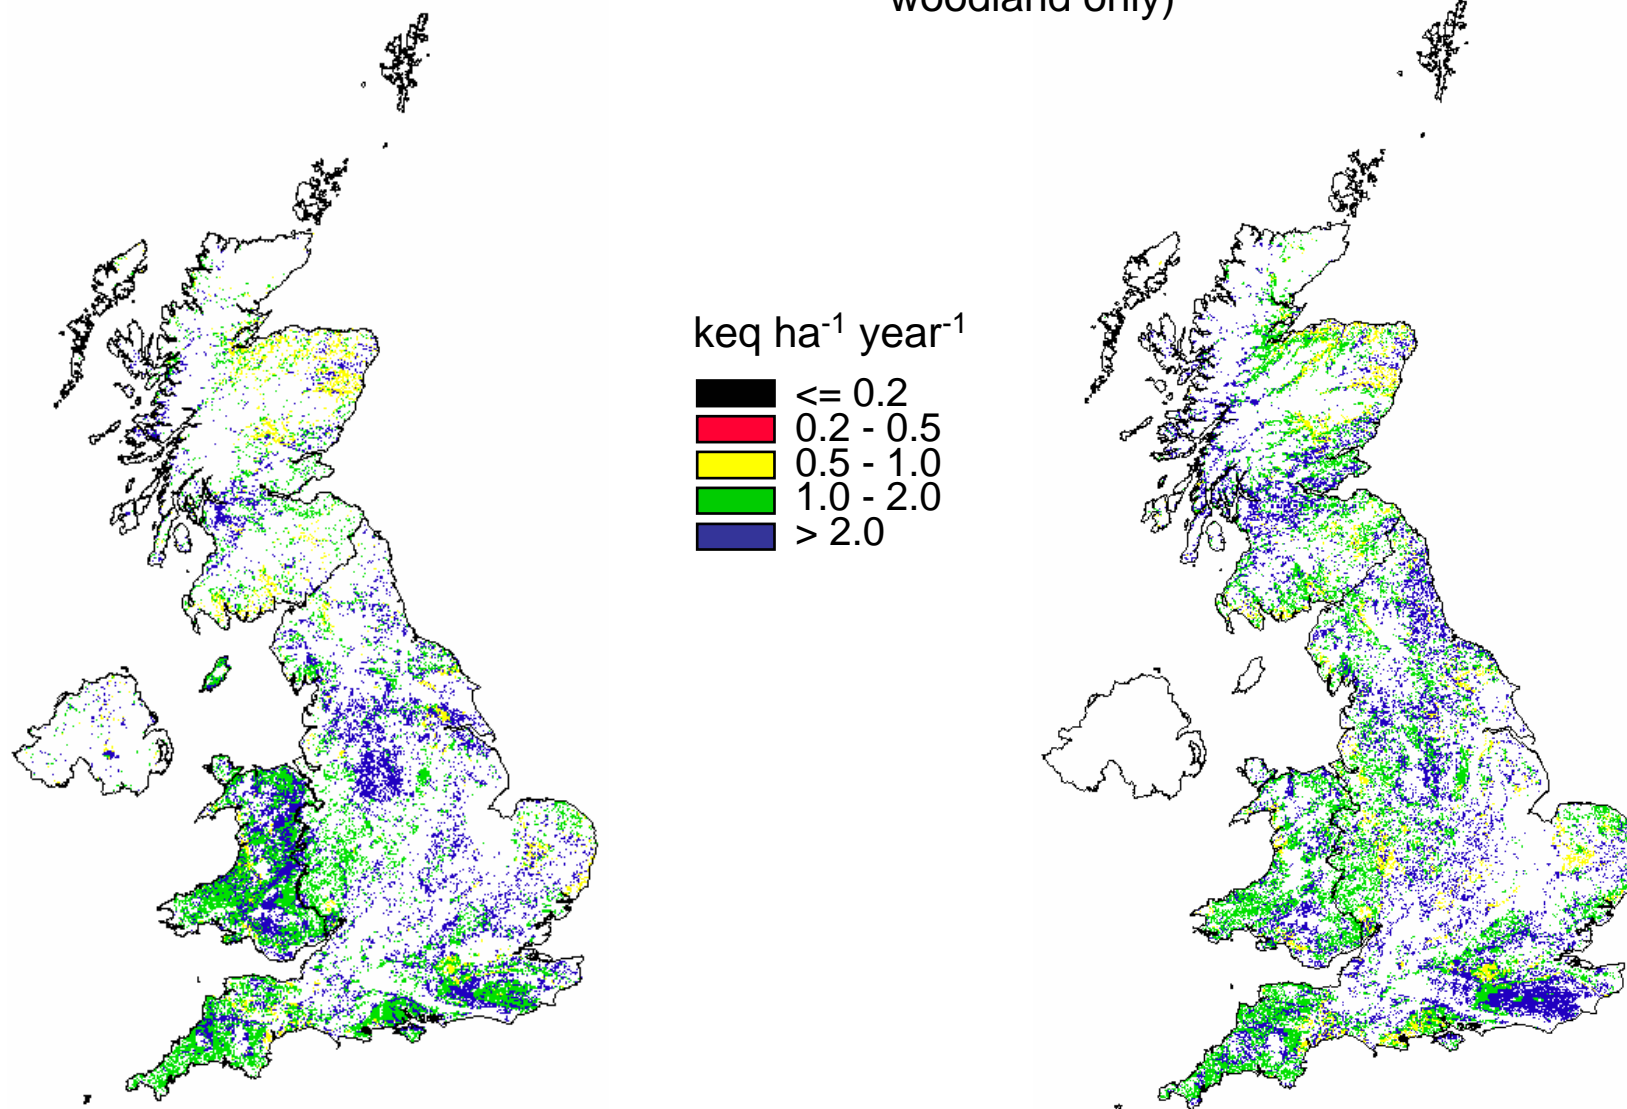 woodland only)
keq ha⁻¹ year⁻¹
<= 0.2
0.2 - 0.5
0.5 - 1.0
1.0 - 2.0
> 2.0